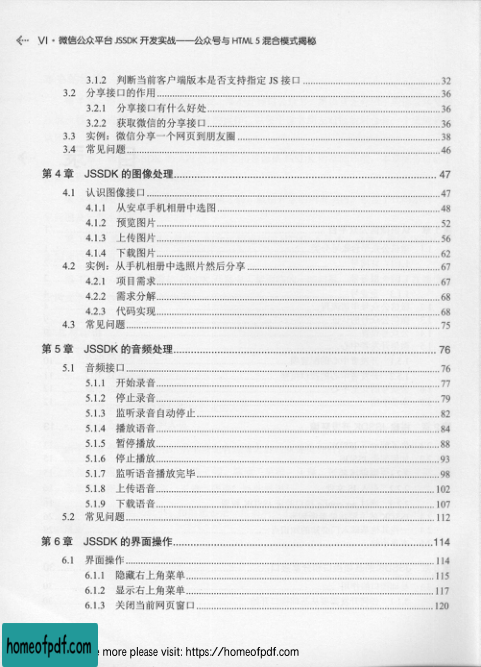 VI · 微信公众平台 JSSDK 开发实战——公众号与 HTML 5 混合模式揭秘
3.1.2 判断当前客户端版本是否支持指定 JS 接口 32
3.2 分享接口的作用 36
3.2.1 分享接口有什么好处 36
3.2.2 获取微信的分享接口 36
3.3 实例：微信分享一个网页到朋友圈 38
3.4 常见问题 46
第 4 章 JSSDK 的图像处理 47
4.1 认识图像接口 47
4.1.1 从安卓手机相册中选图 48
4.1.2 预览图片 52
4.1.3 上传图片 56
4.1.4 下载图片 62
4.2 实例：从手机相册中选照片然后分享 67
4.2.1 项目需求 67
4.2.2 需求分解 68
4.2.3 代码实现 68
4.3 常见问题 75
第 5 章 JSSDK 的音频处理 76
5.1 音频接口 76
5.1.1 开始录音 77
5.1.2 停止录音 79
5.1.3 监听录音自动停止 82
5.1.4 播放语音 84
5.1.5 暂停播放 88
5.1.6 停止播放 93
5.1.7 监听语音播放完毕 98
5.1.8 上传语音 102
5.1.9 下载语音 107
5.2 常见问题 112
第 6 章 JSSDK 的界面操作 114
6.1 界面操作 114
6.1.1 隐藏右上角菜单 115
6.1.2 显示右上角菜单 117
6.1.3 关闭当前网页窗口 120
homeofpdf.com
more please visit: https://homeofpdf.com